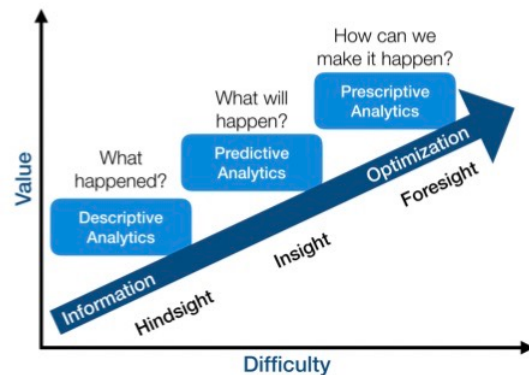 How can we
make it happen?
Prescriptive
Analytics
What will
happen?
Predictive
Analytics
What
happened?
Descriptive
Analytics
Value
Information
Optimization
Hindsight
Insight
Foresight
Difficulty